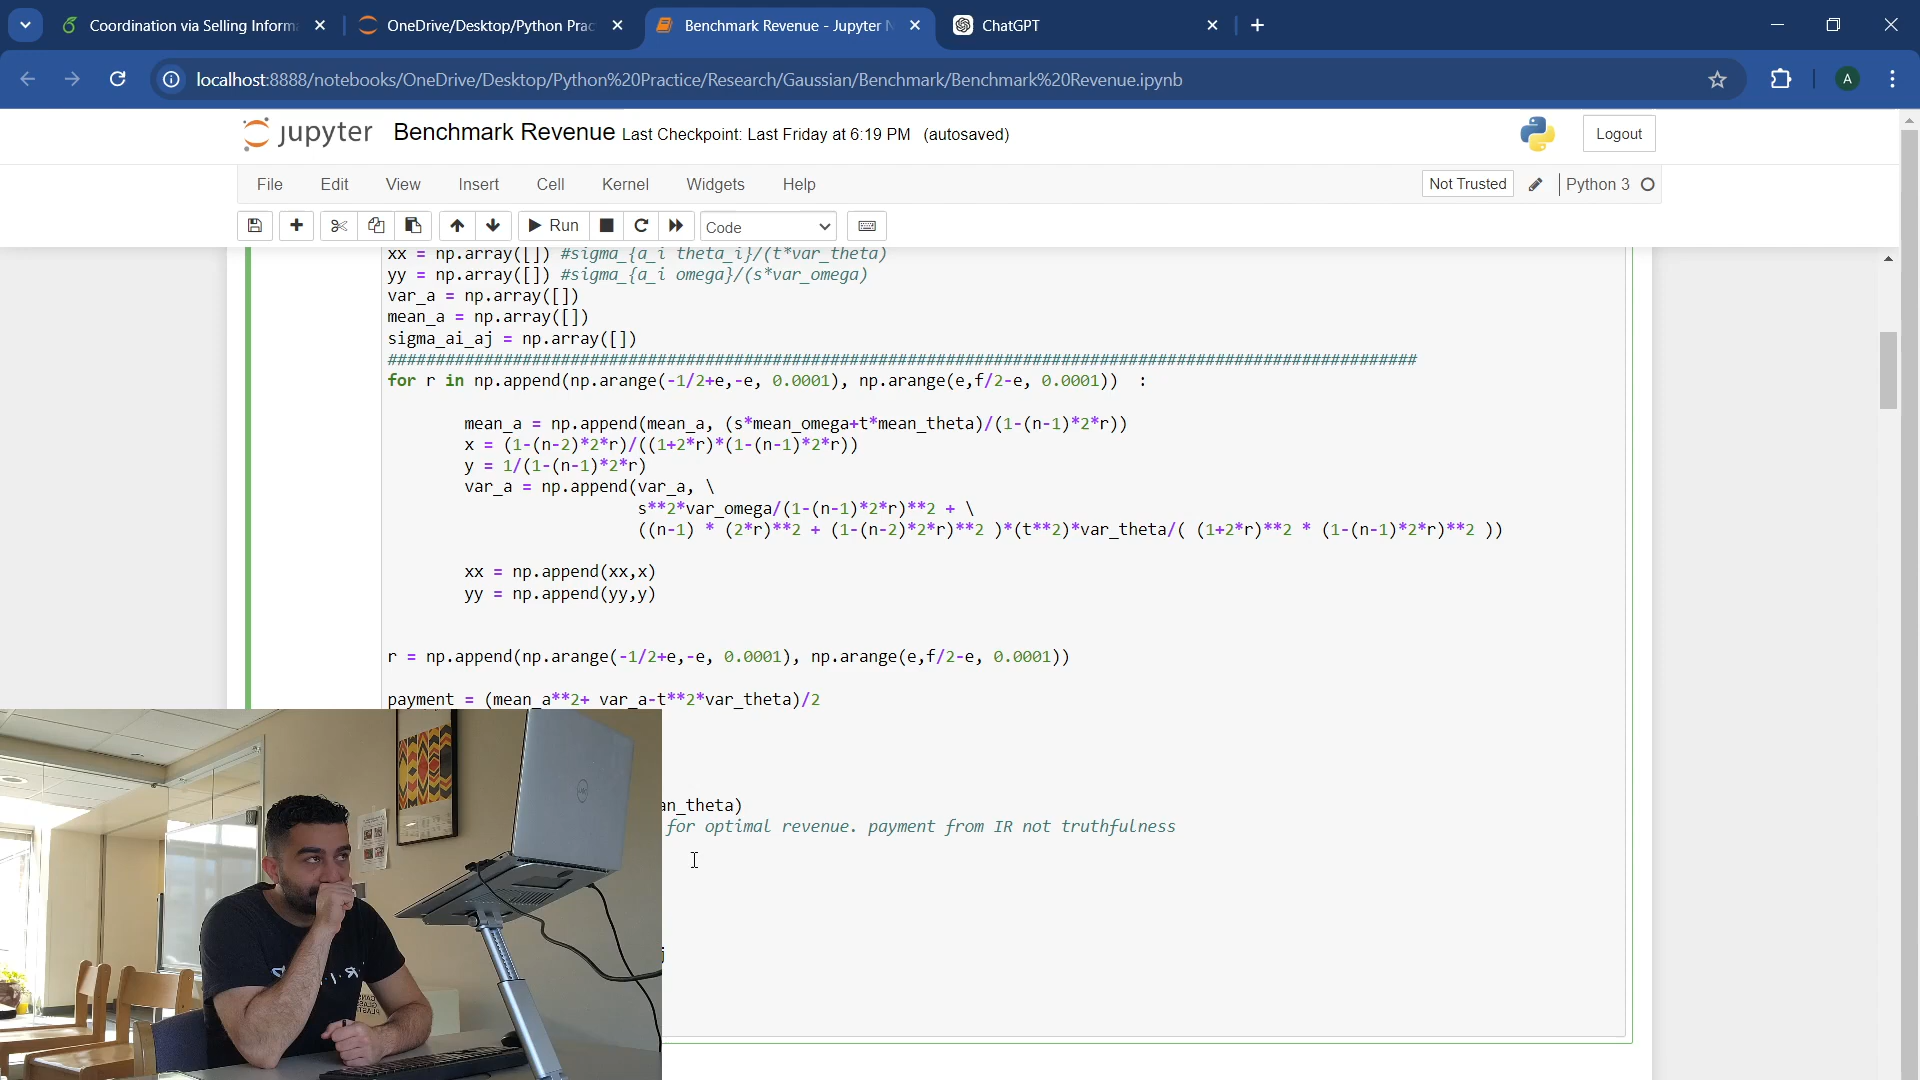 Coordination via Selling Inform
OneDrive/Desktop/Python Prac
Benchmark Revenue - Jupyter N
ChatGPT
localhost:8888/notebooks/OneDrive/Desktop/Python%20Practice/Research/Gaussian/Benchmark/Benchmark%20Revenue.ipynb
A
jupyter Benchmark Revenue Last Checkpoint: Last Friday at 6:19 PM (autosaved)
Logout
File Edit View Insert Cell Kernel Widgets Help
Not Trusted
Python 3
Run
Code
xx = np.array([]) #sigma_{a_i theta_i}/(t*var_theta)
yy = np.array([]) #sigma_{a_i omega}/(s*var_omega)
var_a = np.array([])
mean_a = np.array([])
sigma_ai_aj = np.array([])
for r in np.append(np.arange(-1/2+e,-e, 0.0001), np.arange(e,f/2-e, 0.0001)) :
mean_a = np.append(mean_a, (s*mean_omega+t*mean_theta)/(1-(n-1)*2*r))
x = (1-(n-2)*2*r)/((1+2*r)*(1-(n-1)*2*r))
y = 1/(1-(n-1)*2*r)
var_a = np.append(var_a, \
s**2*var_omega/(1-(n-1)*2*r)**2 + \
((n-1) * (2*r)**2 + (1-(n-2)*2*r)**2 )*(t**2)*var_theta/( (1+2*r)**2 * (1-(n-1)*2*r)**2 ))
xx = np.append(xx,x)
yy = np.append(yy,y)
r = np.append(np.arange(-1/2+e,-e, 0.0001), np.arange(e,f/2-e, 0.0001))
payment = (mean_a**2+ var_a-t**2*var_theta)/2
an_theta)
for optimal revenue. payment from IR not truthfulness